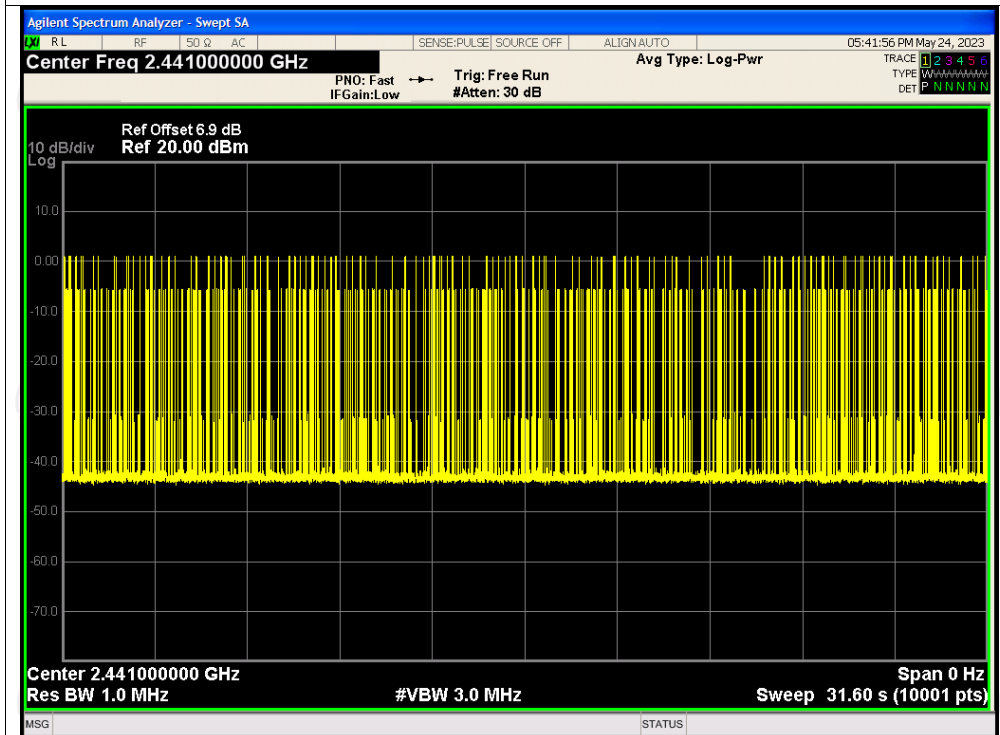 Agilent Spectrum Analyzer - Swept SA
LXI RL RF 50 Ω AC SENSE:PULSE SOURCE OFF ALIGN AUTO 05:41:56 PM May 24, 2023
Center Freq 2.441000000 GHz Avg Type: Log-Pwr TRACE 1 2 3 4 5 6
PNO: Fast Trig: Free Run TYPE W
IFGain:Low #Atten: 30 dB DET P N N N N N
Ref Offset 6.9 dB
10 dB/div Ref 20.00 dBm
Log
10.0
0.00
-10.0
-20.0
-30.0
-40.0
-50.0
-60.0
-70.0
Center 2.441000000 GHz Span 0 Hz
Res BW 1.0 MHz #VBW 3.0 MHz Sweep 31.60 s (10001 pts)
MSG STATUS